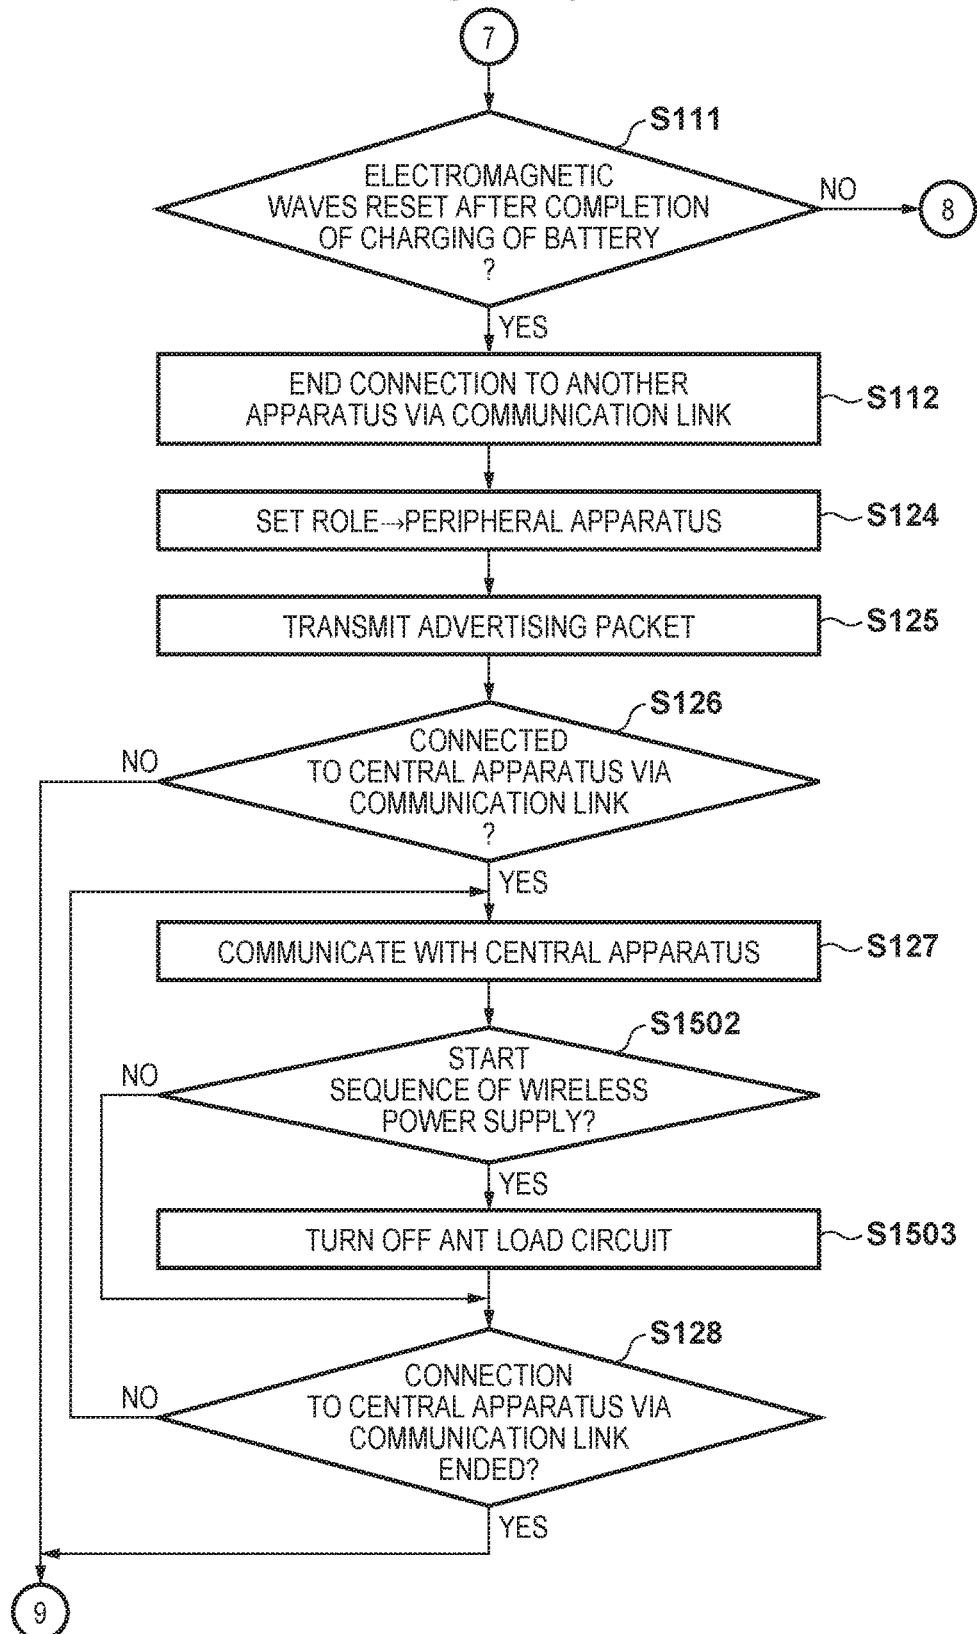 7
S111
ELECTROMAGNETIC
WAVES RESET AFTER COMPLETION
OF CHARGING OF BATTERY
?
NO
8
YES
END CONNECTION TO ANOTHER
APPARATUS VIA COMMUNICATION LINK
S112
SET ROLE→PERIPHERAL APPARATUS
S124
TRANSMIT ADVERTISING PACKET
S125
S126
CONNECTED
TO CENTRAL APPARATUS VIA
COMMUNICATION LINK
?
NO
YES
COMMUNICATE WITH CENTRAL APPARATUS
S127
S1502
START
SEQUENCE OF WIRELESS
POWER SUPPLY?
NO
YES
TURN OFF ANT LOAD CIRCUIT
S1503
S128
CONNECTION
TO CENTRAL APPARATUS VIA
COMMUNICATION LINK
ENDED?
NO
YES
9